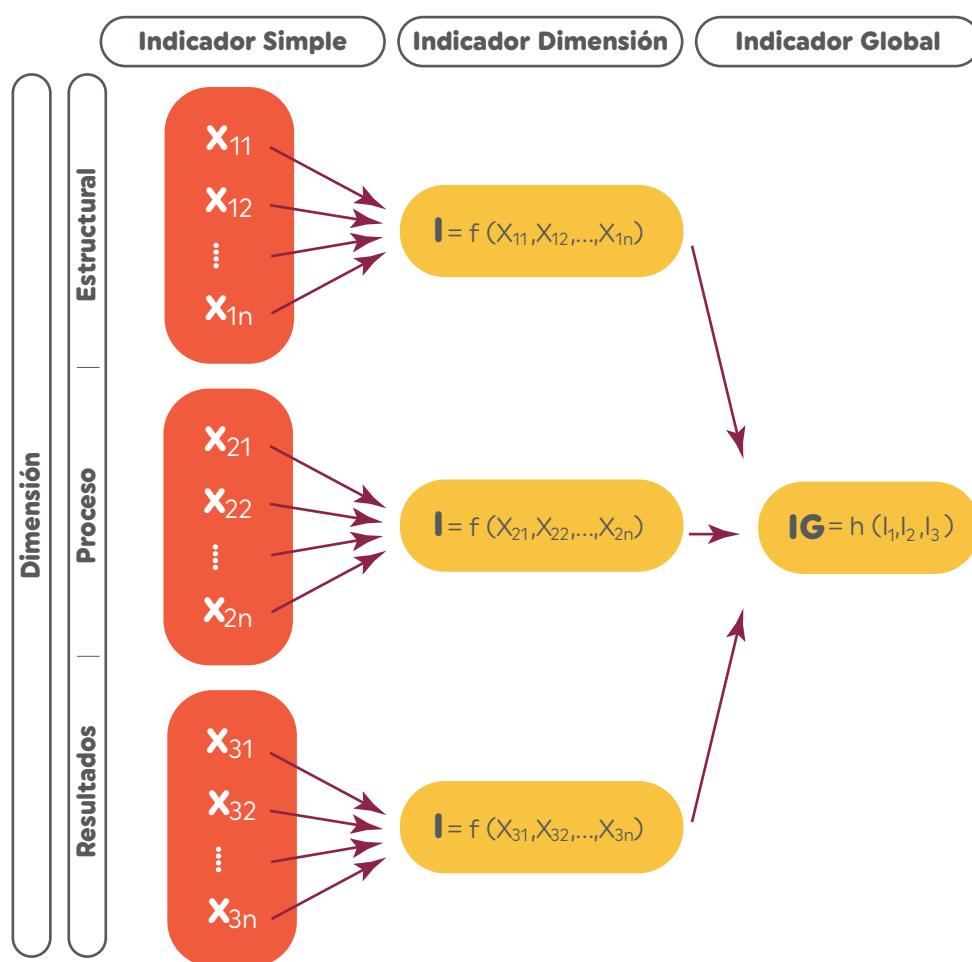 Indicador Simple
Indicador Dimensión
Indicador Global
Dimensión
Estructural
X11
X12
X1n
I = f (X11,X12,...,X1n)
Proceso
X21
X22
X2n
I = f (X21,X22,...,X2n)
IG = h (I1,I2,I3)
Resultados
X31
X32
X3n
I = f (X31,X32,...,X3n)